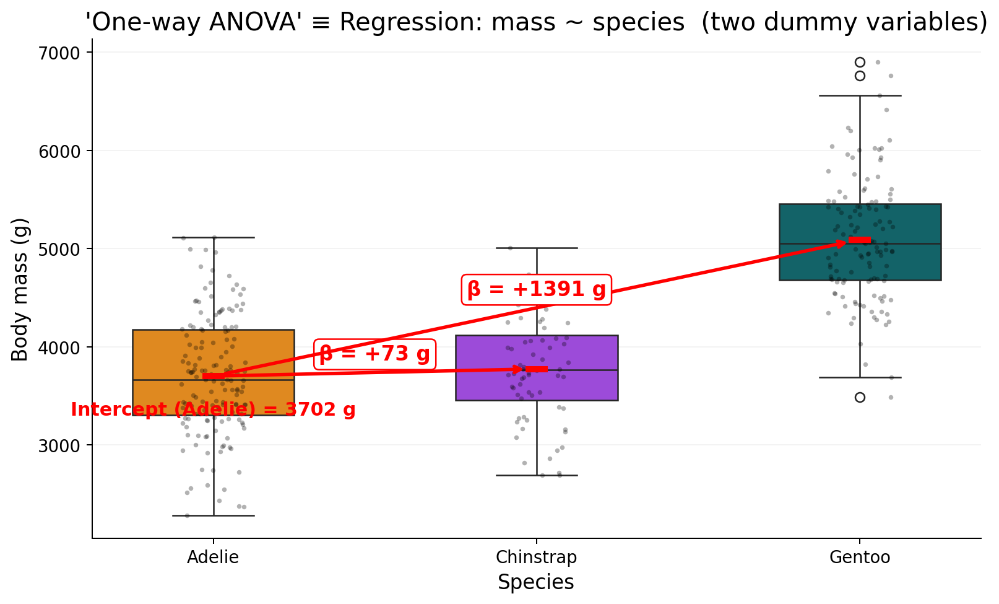 'One-way ANOVA' ≡ Regression: mass ~ species  (two dummy variables)
7000
6000
5000
4000
3000
Body mass (g)
β = +1391 g
β = +73 g
Intercept (Adelie) = 3702 g
Adelie
Chinstrap
Gentoo
Species